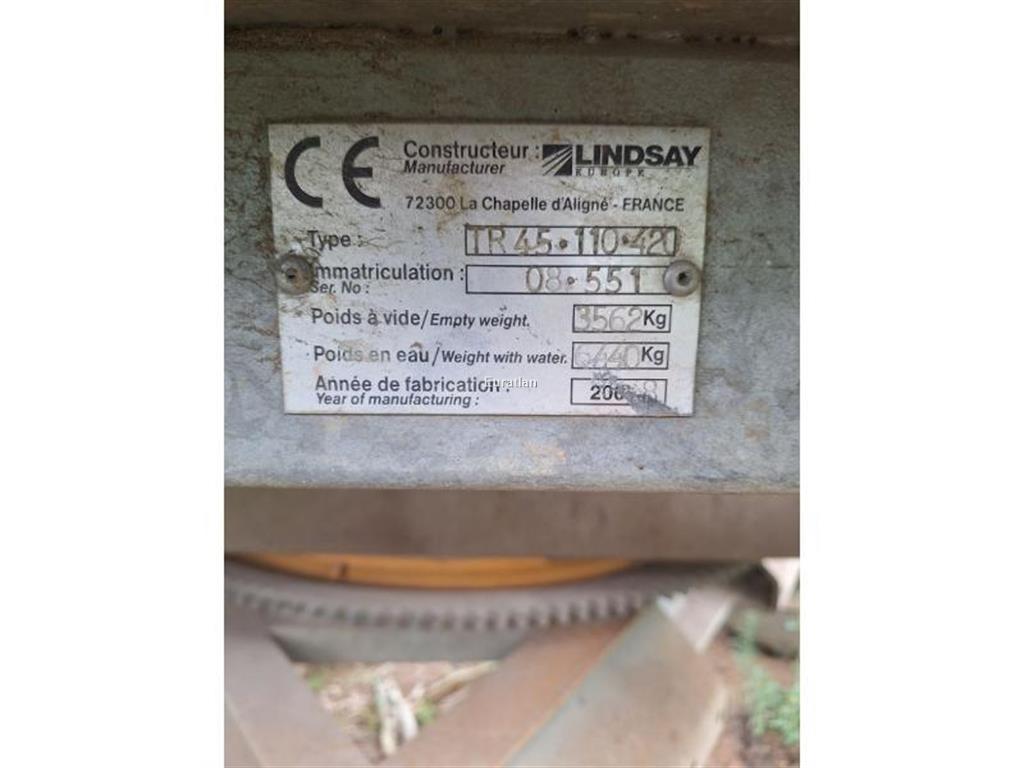 CE Constructeur : LINDSAY
Manufacturer EUROPE
72300 La Chapelle d'Aligné - FRANCE
Type : TR 45•110•420
Immatriculation : 08•551
Ser. No :
Poids à vide/Empty weight. 3562 Kg
Poids en eau/Weight with water. 6440 Kg
Année de fabrication :
Year of manufacturing :
Euratlan